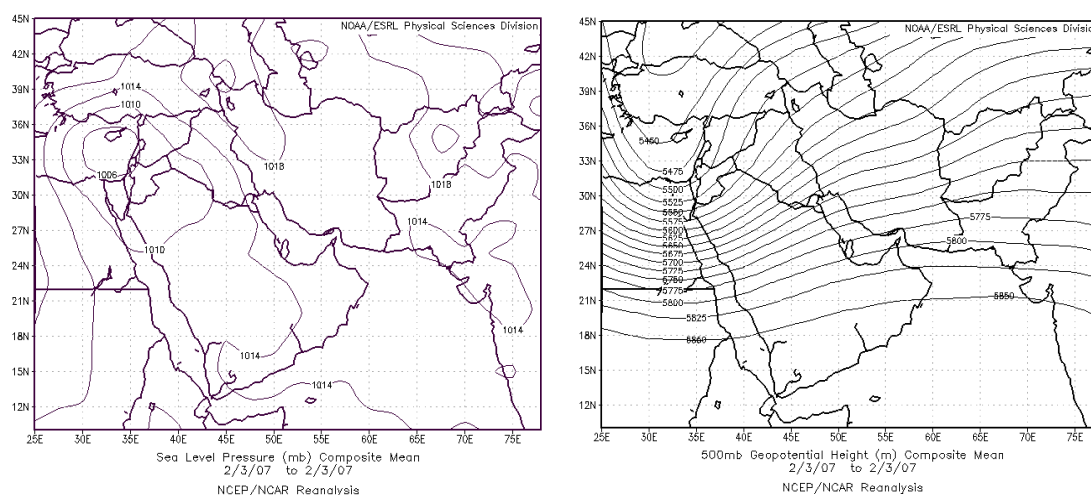 NOAA/ESRL Physical Sciences Division
45N
42N
39N
36N
33N
30N
27N
24N
21N
18N
15N
12N
1014
1010
1006
1018
1018
1014
1010
1014
1014
1014
25E 30E 35E 40E 45E 50E 55E 60E 65E 70E 75E
Sea Level Pressure (mb) Composite Mean
2/3/07 to 2/3/07
NCEP/NCAR Reanalysis
NOAA/ESRL Physical Sciences Divisio
45N
42N
39N
36N
33N
30N
27N
24N
21N
18N
15N
12N
5450
5475
5500
5525
5550
5575
5600
5625
5650
5675
5700
5725
5750
5775
5800
5825
5850
5775
5800
5850
25E 30E 35E 40E 45E 50E 55E 60E 65E 70E 75E
500mb Geopotential Height (m) Composite Mean
2/3/07 to 2/3/07
NCEP/NCAR Reanalysis